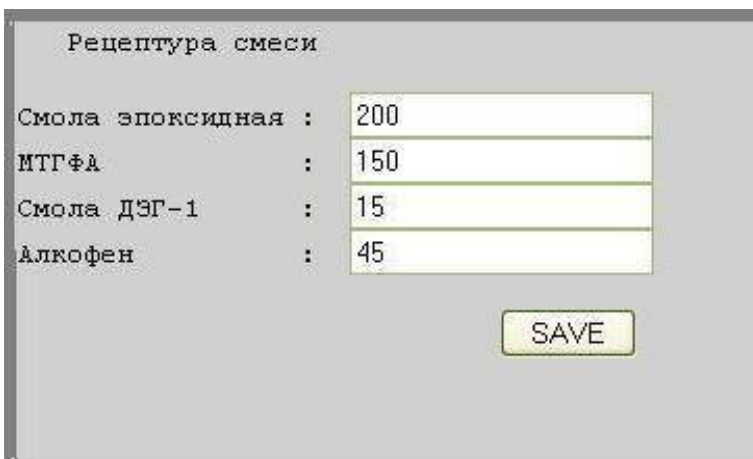 Рецептура смеси
Смола эпоксидная : 200
МТГФА : 150
Смола ДЭГ-1 : 15
Алкофен : 45
SAVE